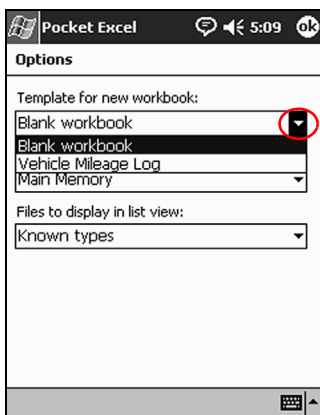 Pocket Excel 5:09 ok
Options
Template for new workbook:
Blank workbook
Blank workbook
Vehicle Mileage Log
Main Memory
Files to display in list view:
Known types